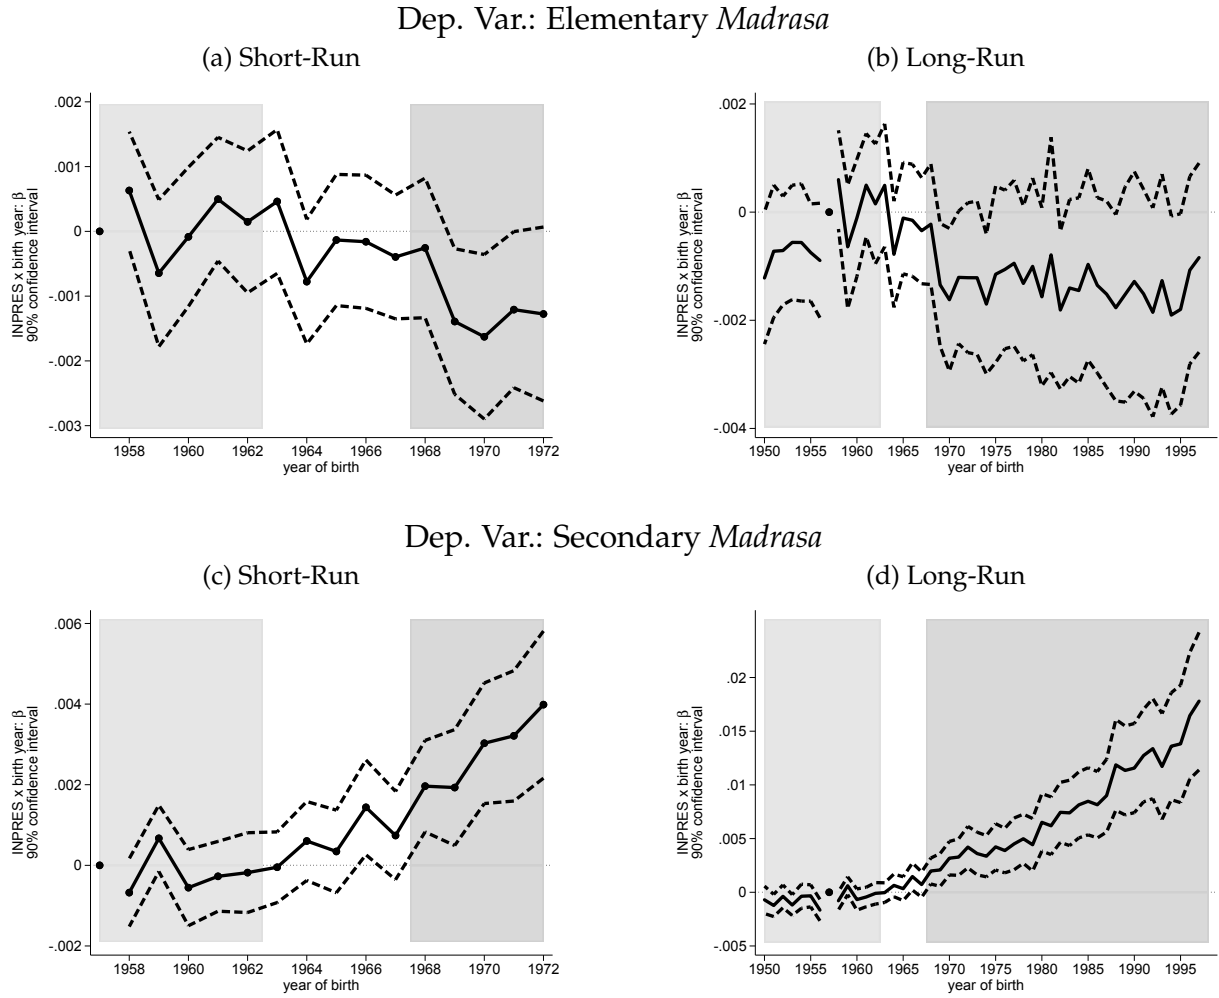 Dep. Var.: Elementary Madrasa
(a) Short-Run
.002
.001
0
-.001
-.002
-.003
INPRES x birth year: β
90% confidence interval
1958 1960 1962 1964 1966 1968 1970 1972
year of birth
(b) Long-Run
.002
0
-.002
-.004
INPRES x birth year: β
90% confidence interval
1950 1955 1960 1965 1970 1975 1980 1985 1990 1995
year of birth
Dep. Var.: Secondary Madrasa
(c) Short-Run
.006
.004
.002
0
-.002
INPRES x birth year: β
90% confidence interval
1958 1960 1962 1964 1966 1968 1970 1972
year of birth
(d) Long-Run
.02
.015
.01
.005
0
-.005
INPRES x birth year: β
90% confidence interval
1950 1955 1960 1965 1970 1975 1980 1985 1990 1995
year of birth